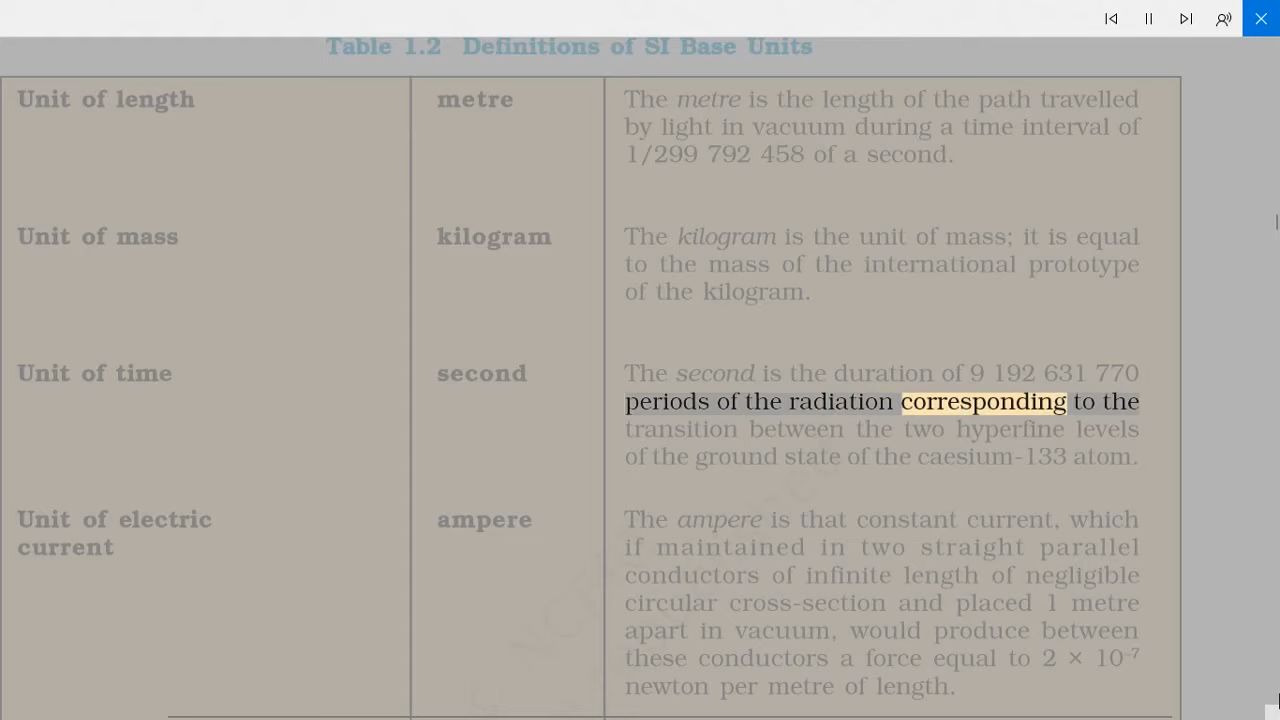 Table 1.2 Definitions of SI Base Units
Unit of length metre The metre is the length of the path travelled
by light in vacuum during a time interval of
1/299 792 458 of a second.
Unit of mass kilogram The kilogram is the unit of mass; it is equal
to the mass of the international prototype
of the kilogram.
Unit of time second The second is the duration of 9 192 631 770
periods of the radiation corresponding to the
transition between the two hyperfine levels
of the ground state of the caesium-133 atom.
Unit of electric ampere The ampere is that constant current, which
current if maintained in two straight parallel
conductors of infinite length of negligible
circular cross-section and placed 1 metre
apart in vacuum, would produce between
these conductors a force equal to 2 × 10⁻⁷
newton per metre of length.